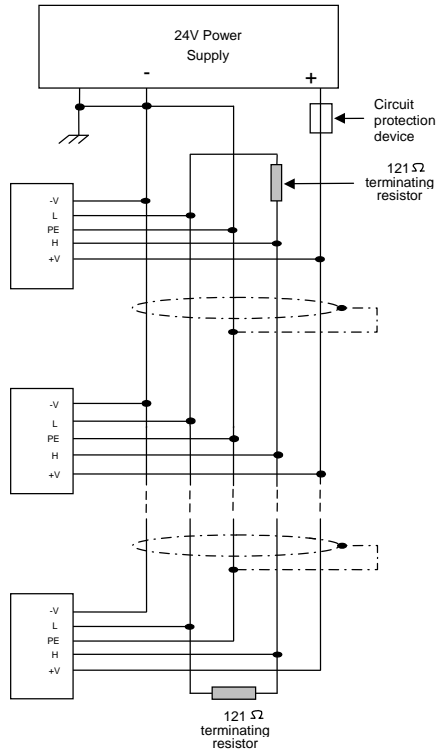 24V Power
Supply
-
+
Circuit
protection
device
121 Ω
terminating
resistor
-V
L
PE
H
+V
-V
L
PE
H
+V
-V
L
PE
H
+V
121 Ω
terminating
resistor